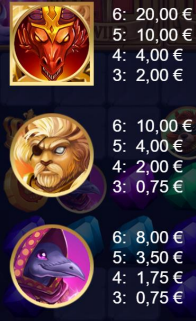 6: 20,00 €
5: 10,00 €
4: 4,00 €
3: 2,00 €
6: 10,00 €
5: 4,00 €
4: 2,00 €
3: 0,75 €
6: 8,00 €
5: 3,50 €
4: 1,75 €
3: 0,75 €